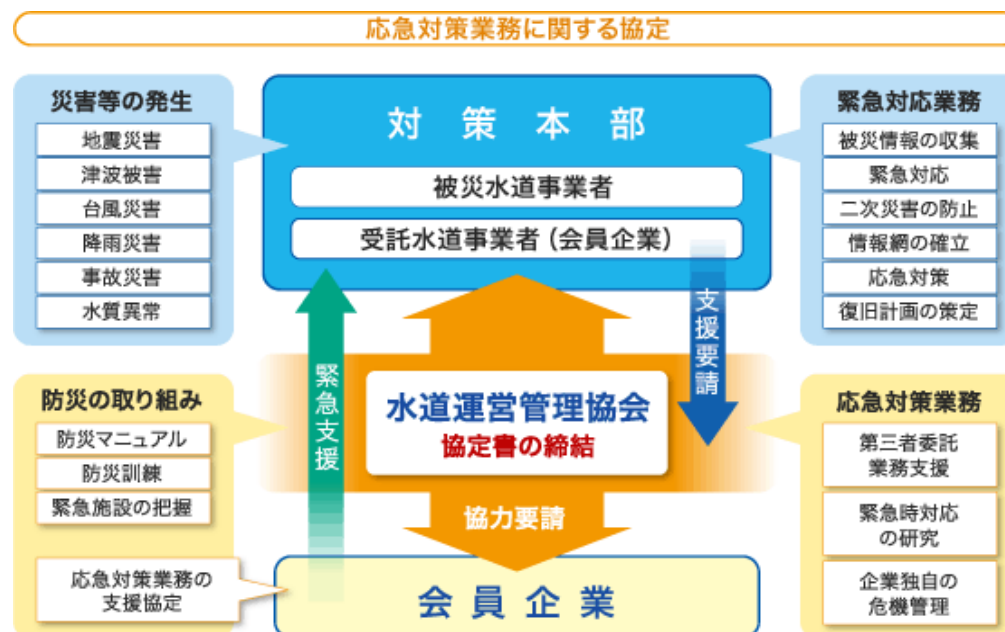 応急対策業務に関する協定
災害等の発生
地震災害
津波被害
台風災害
降雨災害
事故災害
水質異常
対策本部
被災水道事業者
受託水道事業者（会員企業）
緊急対応業務
被災情報の収集
緊急対応
二次災害の防止
情報網の確立
応急対策
復旧計画の策定
緊急支援
支援要請
防災の取り組み
防災マニュアル
防災訓練
緊急施設の把握
応急対策業務の
支援協定
水道運営管理協会
協定書の締結
協力要請
会員企業
応急対策業務
第三者委託
業務支援
緊急時対応
の研究
企業独自の
危機管理